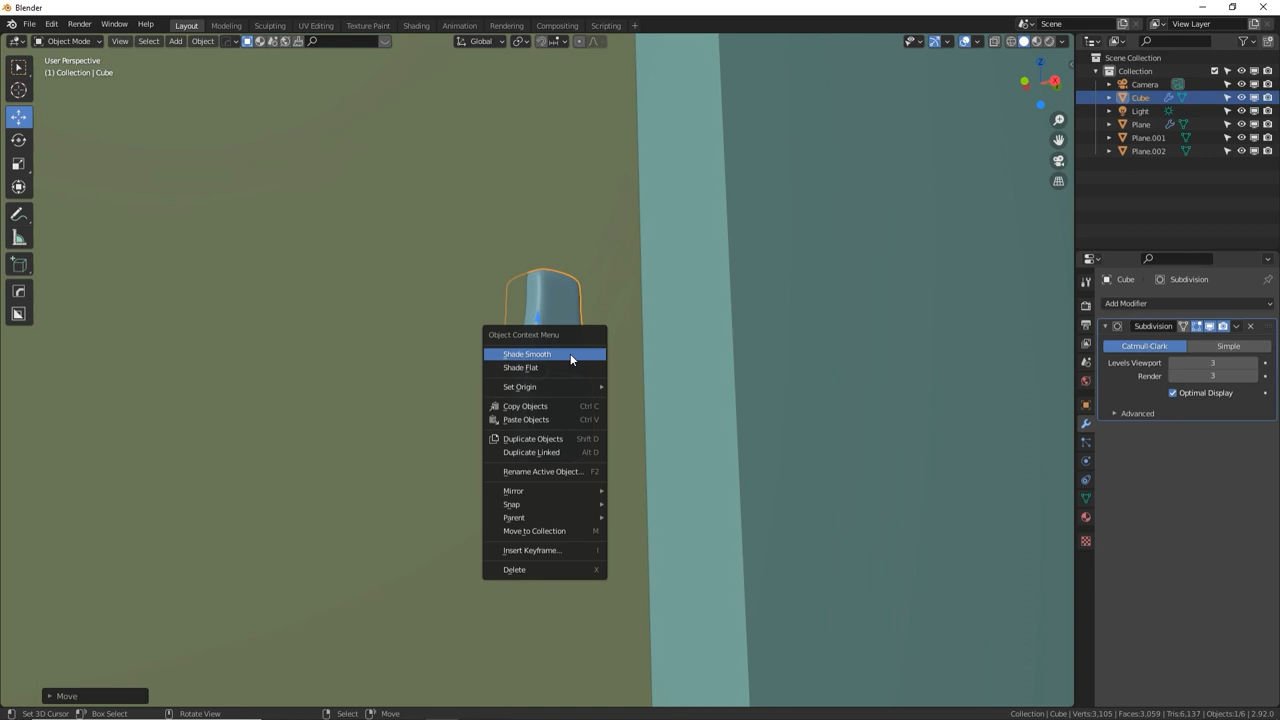 Blender
File Edit Render Window Help Layout Modeling Sculpting UV Editing Texture Paint Shading Animation Rendering Compositing Scripting + Scene View Layer
Object Mode View Select Add Object Global
User Perspective
(1) Collection | Cube
Z
X
Scene Collection
Collection
Camera
Cube
Light
Plane
Plane.001
Plane.002
Cube Subdivision
Add Modifier
Subdivision
Catmull-Clark Simple
Levels Viewport 3
Render 3
Optimal Display
Advanced
Object Context Menu
Shade Smooth
Shade Flat
Set Origin
Copy Objects Ctrl C
Paste Objects Ctrl V
Duplicate Objects Shift D
Duplicate Linked Alt D
Rename Active Object... F2
Mirror
Snap
Parent
Move to Collection M
Insert Keyframe... I
Delete X
Move
Set 3D Cursor Box Select Rotate View Select Move Collection | Cube | Verts:3,105 | Faces:3,059 | Tris:6,137 | Objects:1/6 | 2.92.0